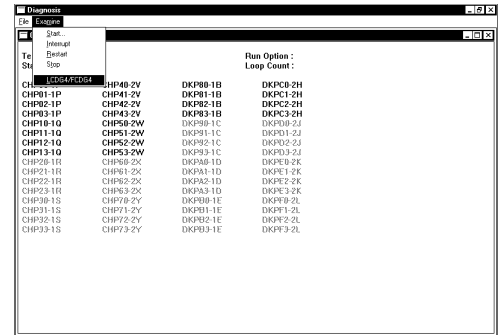 Diagnosis
File Examine
Start...
Interrupt
Restart
Stop
LCDG4/FCDG4
Te Run Option :
Sta Loop Count :
CHP40-2V DKP80-1B DKPC0-2H
CHP01-1P CHP41-2V DKP81-1B DKPC1-2H
CHP02-1P CHP42-2V DKP82-1B DKPC2-2H
CHP03-1P CHP43-2V DKP83-1B DKPC3-2H
CHP10-1Q CHP50-2W DKP90-1C DKPD0-2J
CHP11-1Q CHP51-2W DKP91-1C DKPD1-2J
CHP12-1Q CHP52-2W DKP92-1C DKPD2-2J
CHP13-1Q CHP53-2W DKP93-1C DKPD3-2J
CHP20-1R CHP60-2X DKPA0-1D DKPE0-2K
CHP21-1R CHP61-2X DKPA1-1D DKPE1-2K
CHP22-1R CHP62-2X DKPA2-1D DKPE2-2K
CHP23-1R CHP63-2X DKPA3-1D DKPE3-2K
CHP30-1S CHP70-2Y DKPB0-1E DKPF0-2L
CHP31-1S CHP71-2Y DKPB1-1E DKPF1-2L
CHP32-1S CHP72-2Y DKPB2-1E DKPF2-2L
CHP33-1S CHP73-2Y DKPB3-1E DKPF3-2L